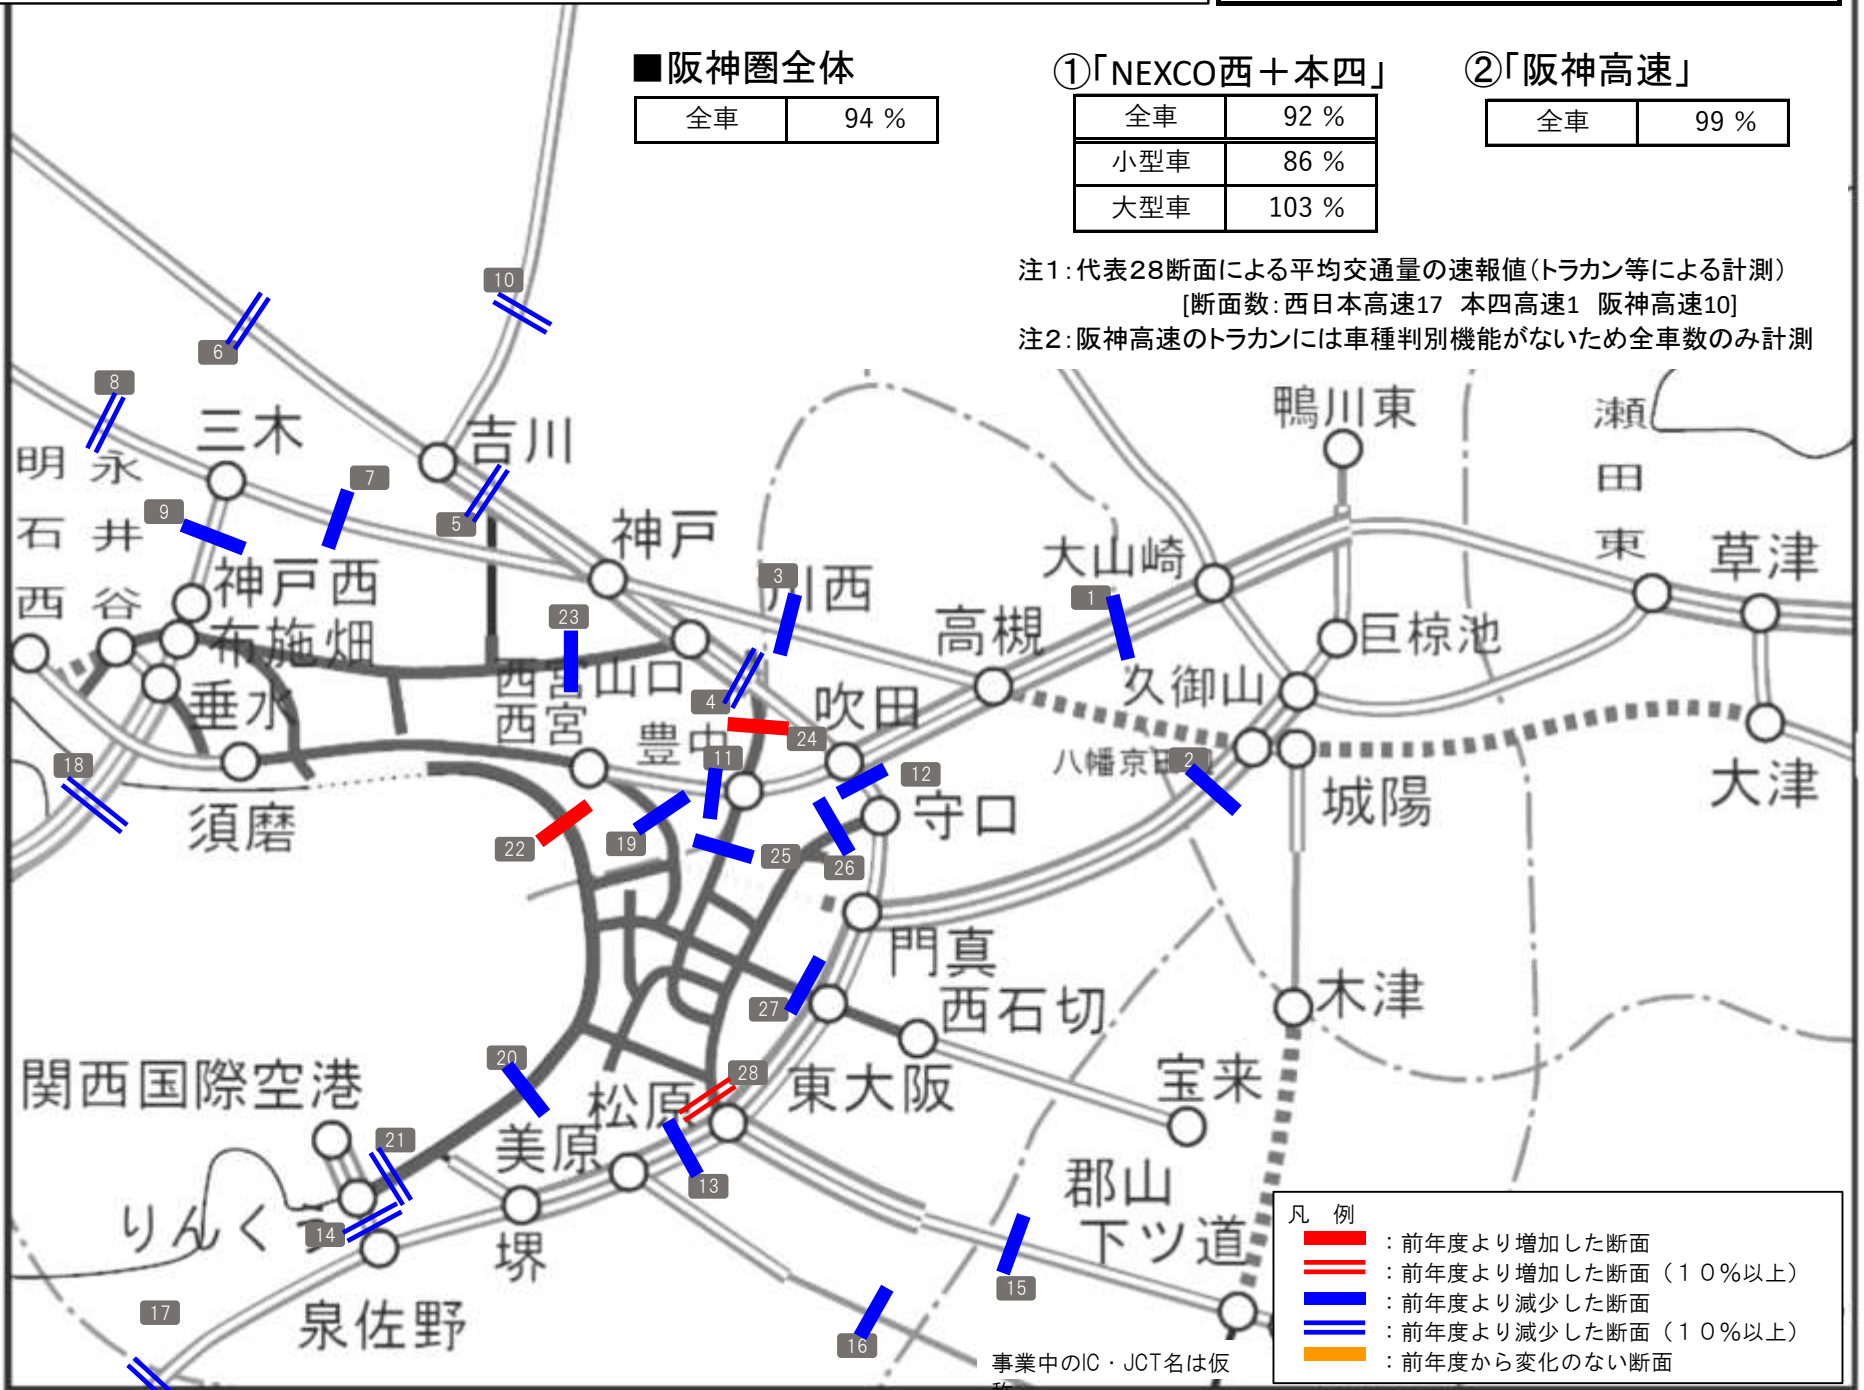 ■阪神圏全体
全車 94 %
①「NEXCO西＋本四」
全車 92 %
小型車 86 %
大型車 103 %
②「阪神高速」
全車 99 %
注1：代表28断面による平均交通量の速報値（トラカン等による計測）
[断面数：西日本高速17 本四高速1 阪神高速10]
注2：阪神高速のトラカンには車種判別機能がないため全車数のみ計測
10
6
8
三木
吉川
鴨川東
瀬田東
明石西
永井谷
7
9
5
神戸
大山崎
草津
神戸西
3
川西
1
23
高槻
巨椋池
布施畑
西宮山口
久御山
垂水
4
西宮
吹田
豊中
24
11
18
12
八幡京田辺
2
大津
須磨
守口
城陽
22
19
25
26
門真
27
西石切
木津
20
28
関西国際空港
松原
東大阪
宝来
21
美原
13
郡山下ツ道
りんくう
14
堺
15
17
泉佐野
16
事業中のIC・JCT名は仮
称
凡 例
：前年度より増加した断面
：前年度より増加した断面（１０％以上）
：前年度より減少した断面
：前年度より減少した断面（１０％以上）
：前年度から変化のない断面